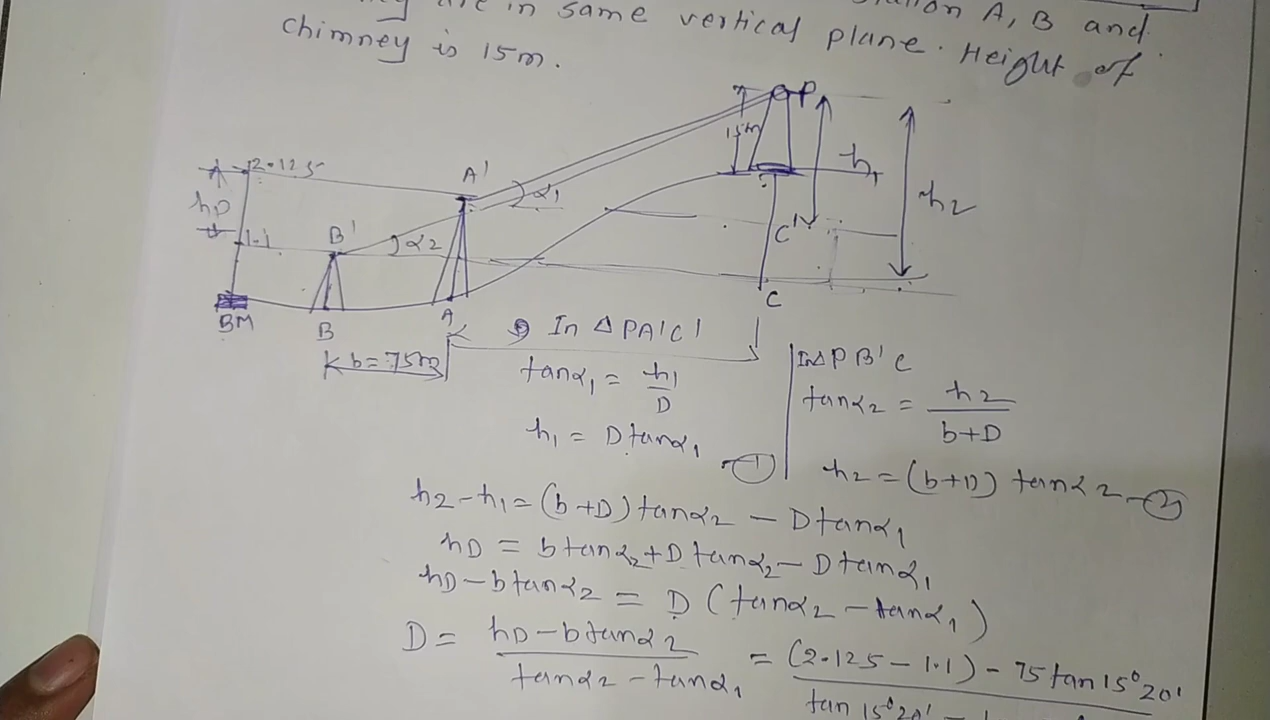 are in same vertical plane. Height of
A, B and
chimney is 15m.
P
15m
h1
h2
2.125
A'
α1
hD
1.1
B'
α2
C'
C
BM
B
A
b = 75m
In Δ PA'C'
tanα1 = h1/D
h1 = D tanα1 —①
In Δ P B' C
tanα2 = h2/b+D
h2 = (b+D) tanα2 —②
h2 - h1 = (b+D) tanα2 - D tanα1
hD = b tanα2 + D tanα2 - D tanα1
hD - b tanα2 = D (tanα2 - tanα1)
D = hD - b tanα2/tanα2 - tanα1 = (2.125 - 1.1) - 75 tan 15°20'/tan 15°20' -